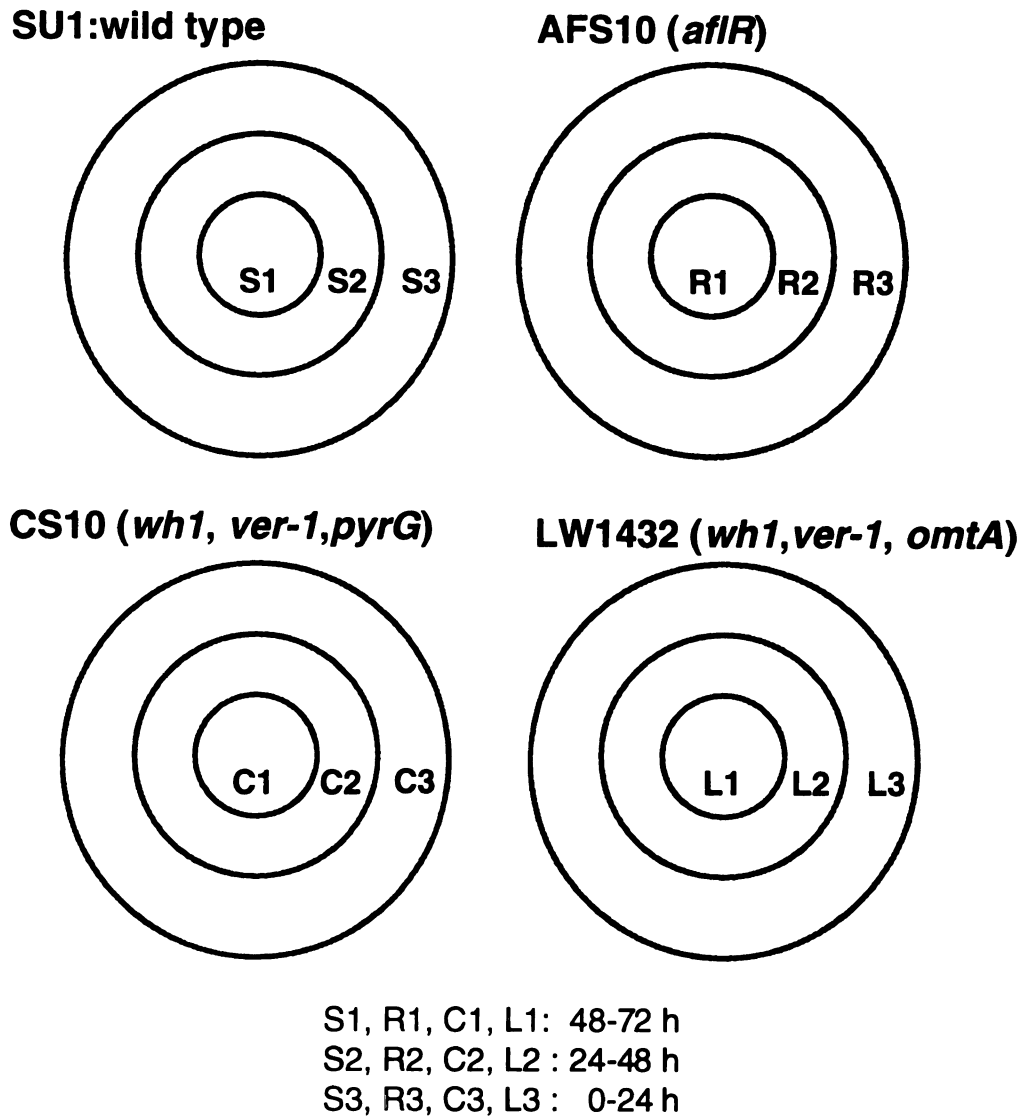 SU1:wild type
AFS10 (aflR)
S1 S2 S3
R1 R2 R3
CS10 (wh1, ver-1,pyrG)
LW1432 (wh1,ver-1, omtA)
C1 C2 C3
L1 L2 L3
S1, R1, C1, L1: 48-72 h
S2, R2, C2, L2 : 24-48 h
S3, R3, C3, L3 : 0-24 h